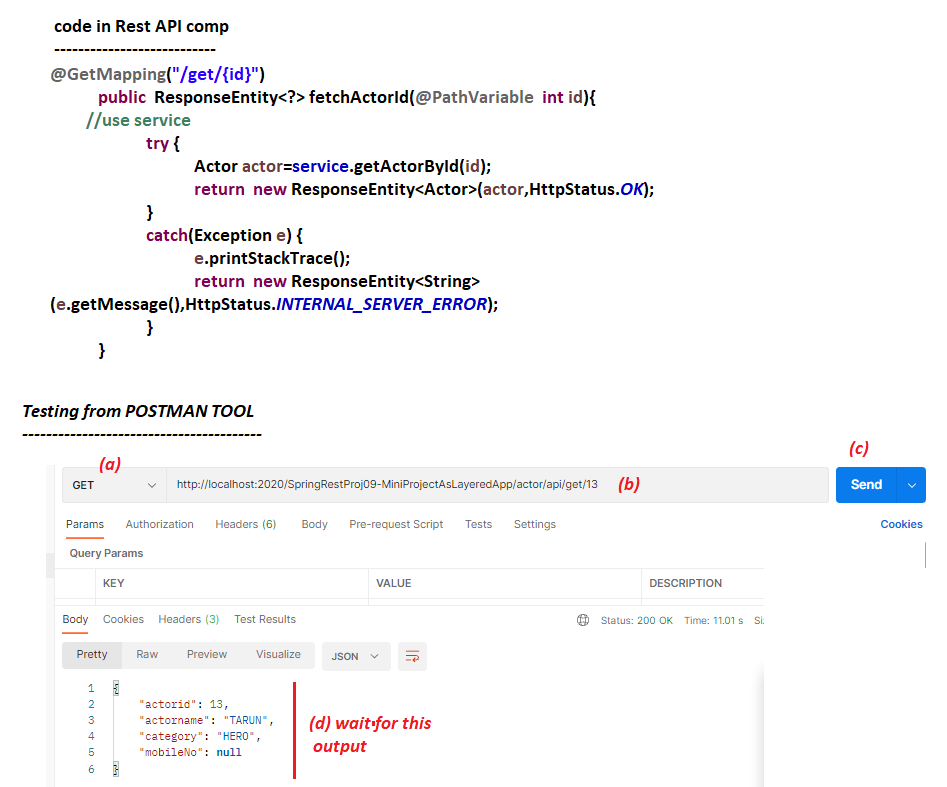 code in Rest API comp
---------------------------
@GetMapping("/get/{id}")
public ResponseEntity<?> fetchActorId(@PathVariable int id){
//use service
try {
Actor actor=service.getActorById(id);
return new ResponseEntity<Actor>(actor,HttpStatus.OK);
}
catch(Exception e) {
e.printStackTrace();
return new ResponseEntity<String>
(e.getMessage(),HttpStatus.INTERNAL_SERVER_ERROR);
}
}
Testing from POSTMAN TOOL
----------------------------------------
(a) (c)
GET http://localhost:2020/SpringRestProj09-MiniProjectAsLayeredApp/actor/api/get/13 (b) Send
Params Authorization Headers (6) Body Pre-request Script Tests Settings Cookies
Query Params
KEY VALUE DESCRIPTION
Body Cookies Headers (3) Test Results Status: 200 OK Time: 11.01 s
Pretty Raw Preview Visualize JSON
1 {
2 "actorid": 13,
3 "actorname": "TARUN",
4 "category": "HERO",
5 "mobileNo": null
6 }
(d) wait for this
output